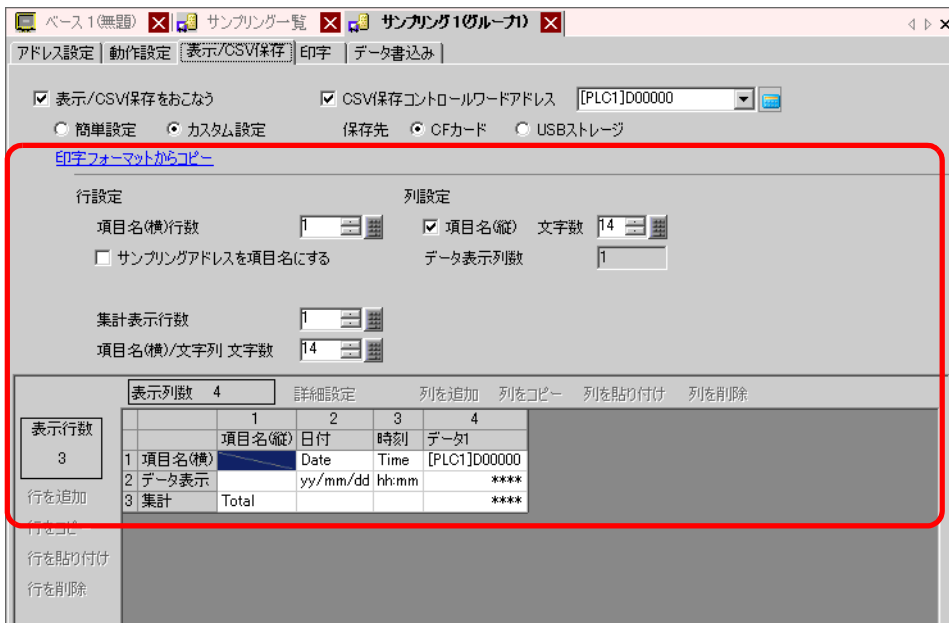 ベース 1(無題) サンプリング一覧 サンプリング 1(グループ1)
アドレス設定 動作設定 表示/CSV保存 印字 データ書込み
表示/CSV保存をおこなう CSV保存コントロールワードアドレス [PLC1]D00000
簡単設定 カスタム設定 保存先 CFカード USBストレージ
印字フォーマットからコピー
行設定 列設定
項目名(横)行数 1 項目名(縦) 文字数 14
サンプリングアドレスを項目名にする データ表示列数 1
集計表示行数 1
項目名(横)/文字列 文字数 14
表示列数 4 詳細設定 列を追加 列をコピー 列を貼り付け 列を削除
表示行数
3
1 2 3 4
項目名(縦) 日付 時刻 データ1
1 項目名(横) Date Time [PLC1]D00000
2 データ表示 yy/mm/dd hh:mm ****
3 集計 Total ****
行を追加
行をコピー
行を貼り付け
行を削除